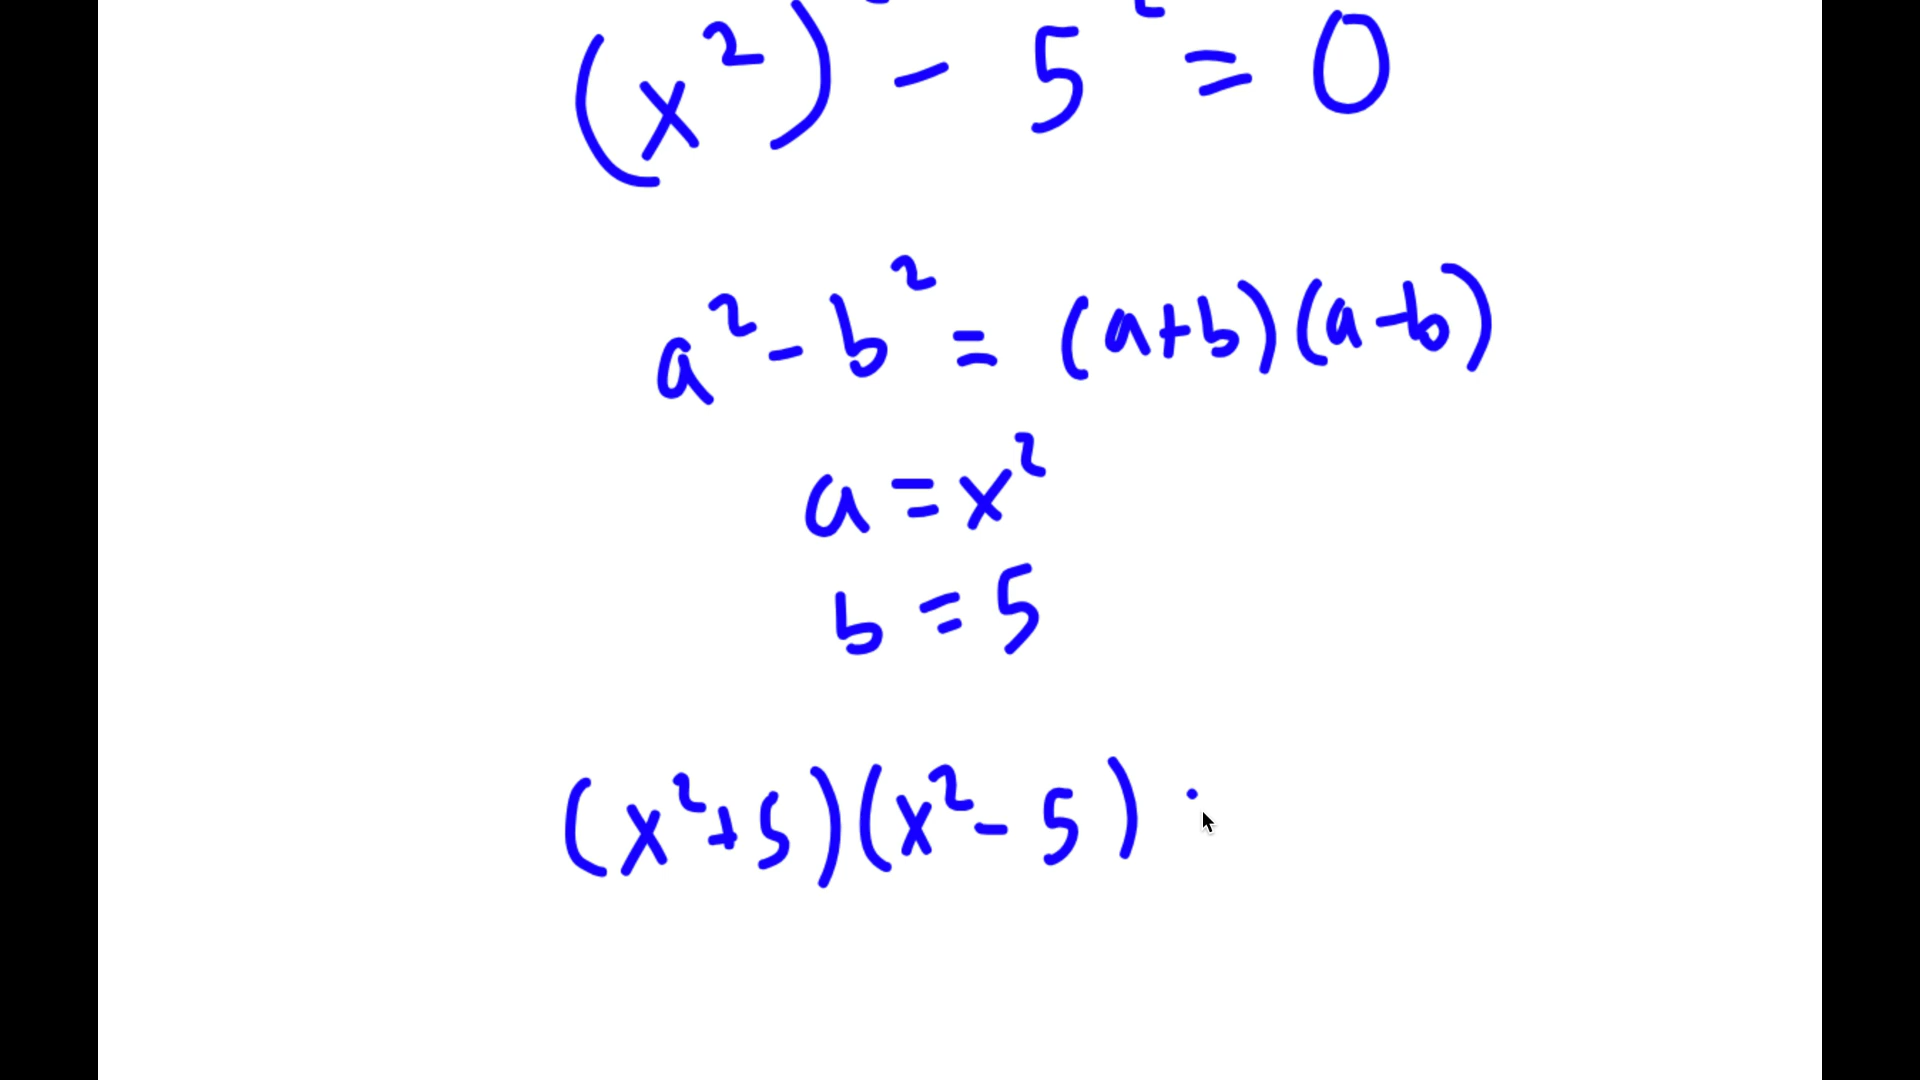 (x²)² - 5² = 0
a² - b² = (a+b)(a-b)
a = x²
b = 5
(x²+5)(x²-5)